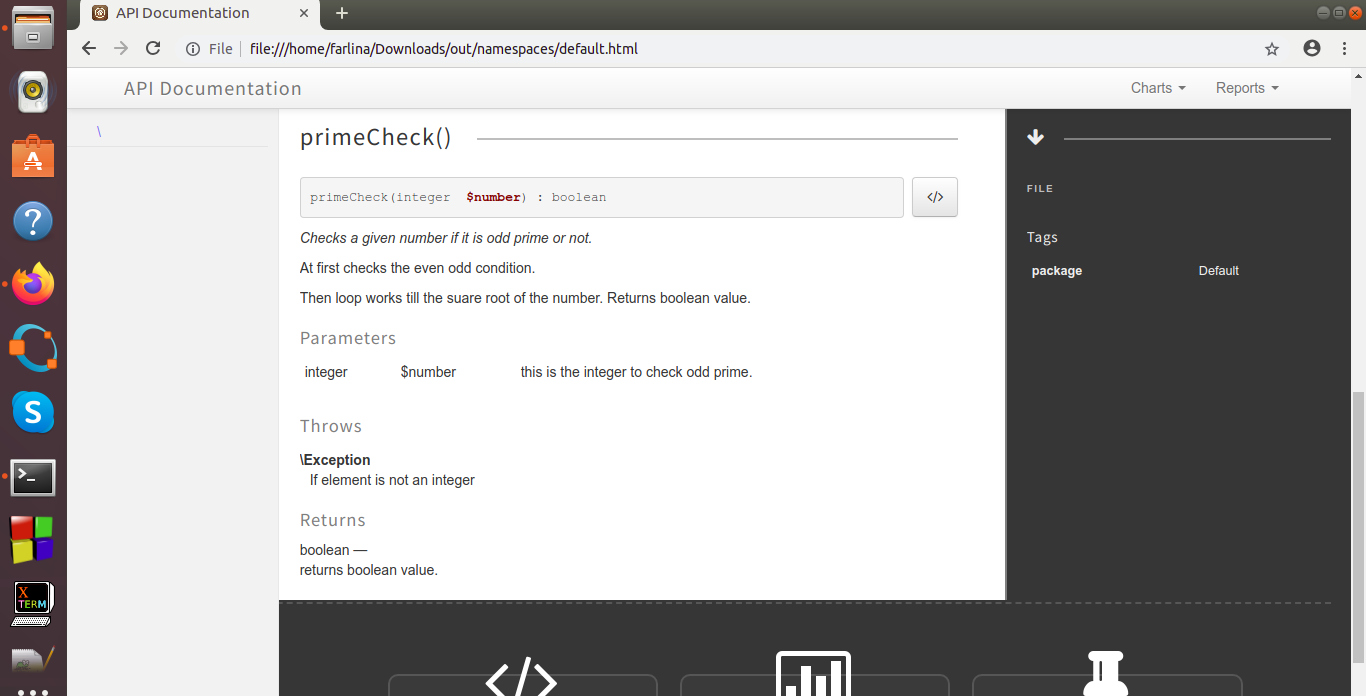 API Documentation
File file:///home/farlina/Downloads/out/namespaces/default.html
API Documentation Charts Reports
\
primeCheck()
primeCheck(integer $number) : boolean </>
Checks a given number if it is odd prime or not.
At first checks the even odd condition.
Then loop works till the suare root of the number. Returns boolean value.
Parameters
integer $number this is the integer to check odd prime.
Throws
\Exception
If element is not an integer
Returns
boolean —
returns boolean value.
FILE
Tags
package Default
A
?
S
>_
X
TERM
</>